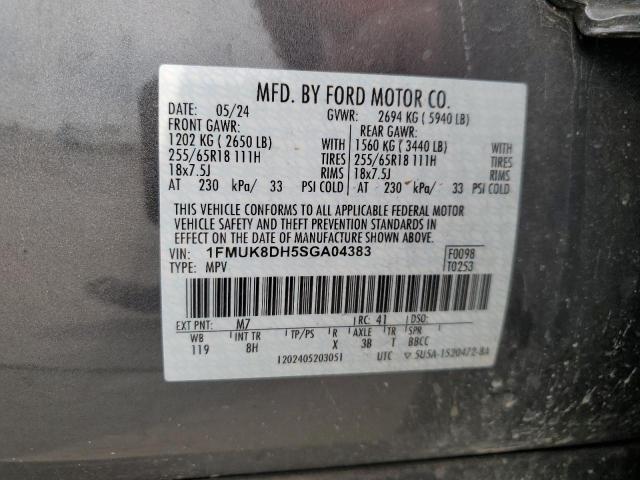 MFD. BY FORD MOTOR CO.
DATE: 05/24 GVWR: 2694 KG ( 5940 LB)
FRONT GAWR: REAR GAWR:
1202 KG ( 2650 LB) WITH 1560 KG ( 3440 LB) WITH
255/65R18 111H TIRES 255/65R18 111H TIRES
18x7.5J RIMS 18x7.5J RIMS
AT 230 kPa/ 33 PSI COLD AT 230 kPa/ 33 PSI COLD
THIS VEHICLE CONFORMS TO ALL APPLICABLE FEDERAL MOTOR
VEHICLE SAFETY AND THEFT PREVENTION STANDARDS IN
EFFECT ON THE DATE OF MANUFACTURE SHOWN ABOVE.
VIN: 1FMUK8DH5SGA04383 F0098
TYPE: MPV T0253
EXT PNT: M7 RC: 41 DSO:
WB INT TR TP/PS R AXLE TR SPR
119 8H X 3B T BBCC
UTC 5U5A-1520472-BA